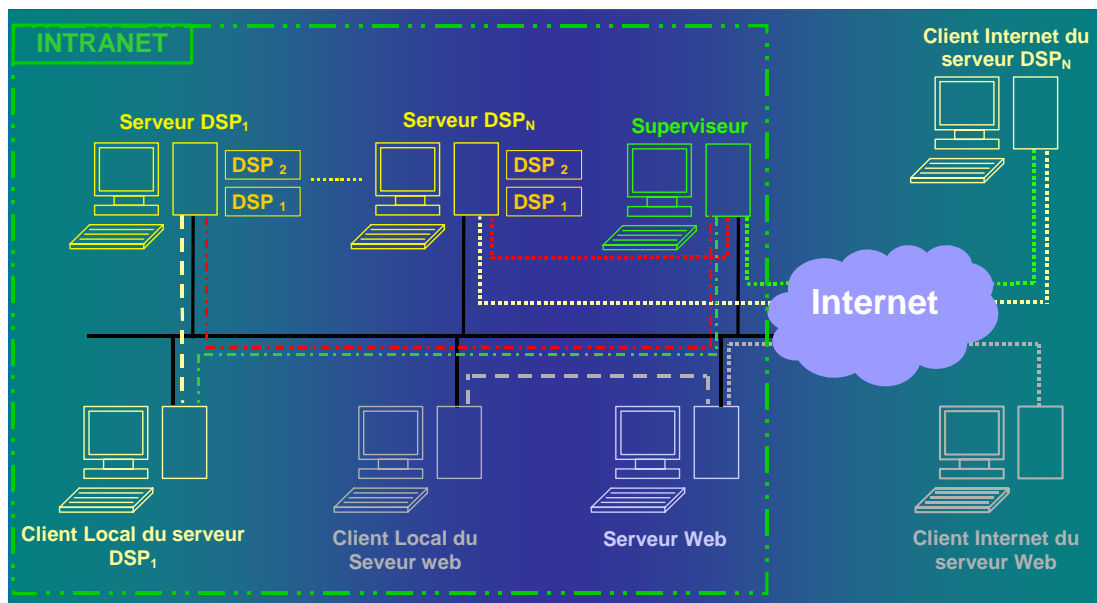 INTRANET
Client Internet du
serveur DSPN
Serveur DSP1
Serveur DSPN
Superviseur
DSP 2
DSP 1
DSP 2
DSP 1
Internet
Client Local du serveur
DSP1
Client Local du
Seveur web
Serveur Web
Client Internet du
serveur Web